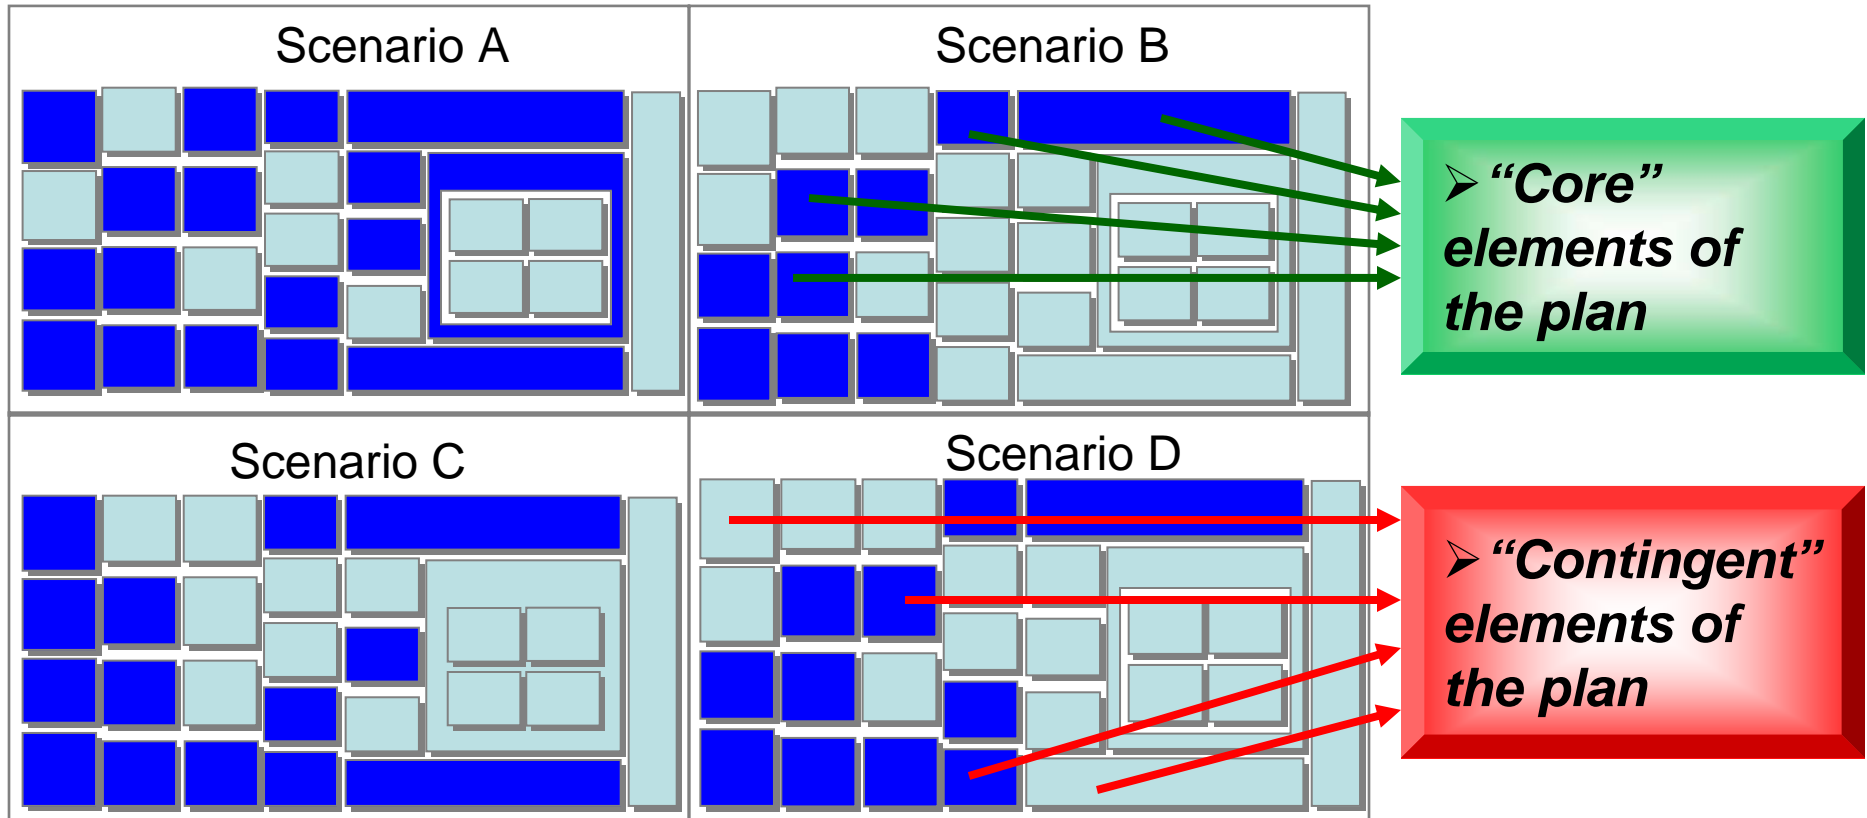 Scenario A
Scenario B
➢ “Core”
elements of
the plan
Scenario C
Scenario D
➢ “Contingent”
elements of
the plan